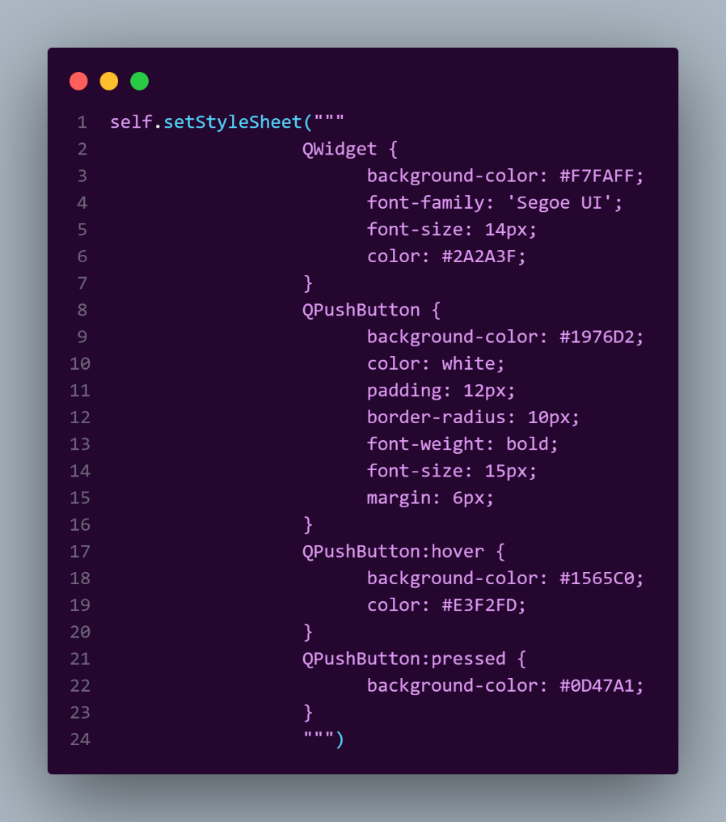 1 self.setStyleSheet("""
2 QWidget {
3 background-color: #F7FAFF;
4 font-family: 'Segoe UI';
5 font-size: 14px;
6 color: #2A2A3F;
7 }
8 QPushButton {
9 background-color: #1976D2;
10 color: white;
11 padding: 12px;
12 border-radius: 10px;
13 font-weight: bold;
14 font-size: 15px;
15 margin: 6px;
16 }
17 QPushButton:hover {
18 background-color: #1565C0;
19 color: #E3F2FD;
20 }
21 QPushButton:pressed {
22 background-color: #0D47A1;
23 }
24 """)